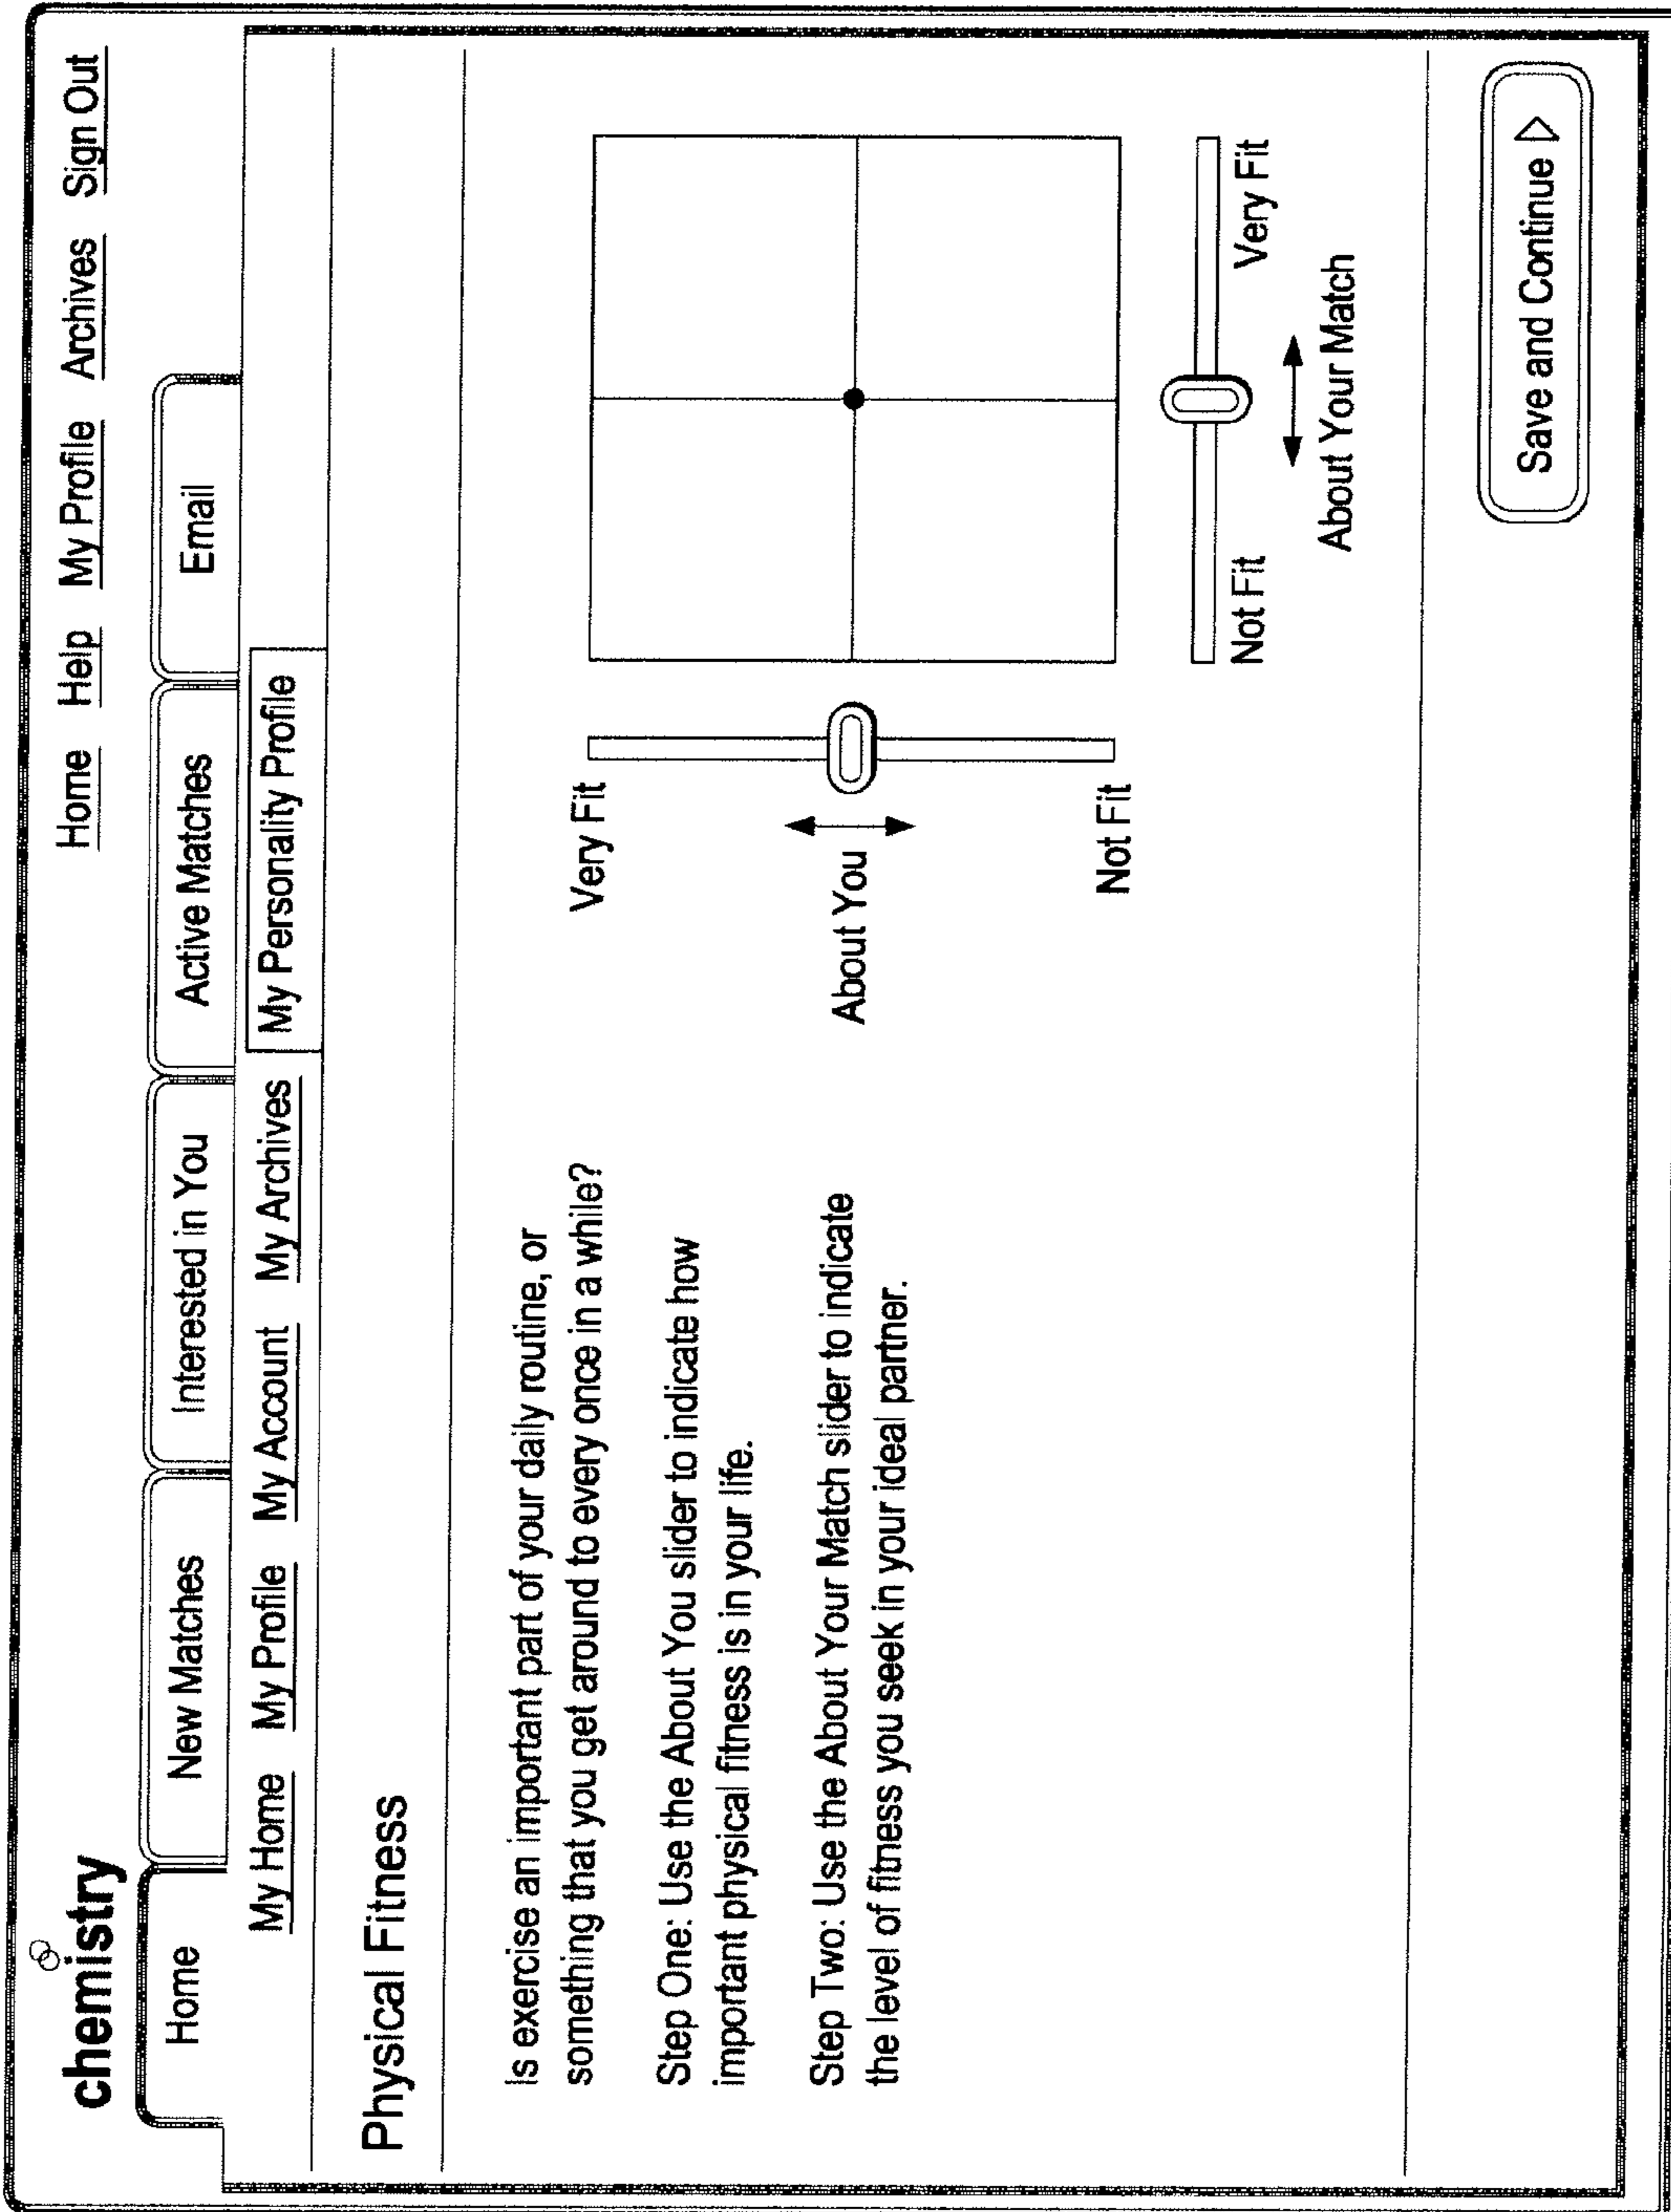 chemistry
Home Help My Profile Archives Sign Out
Home New Matches Interested in You Active Matches Email
My Home My Profile My Account My Archives My Personality Profile
Physical Fitness
Is exercise an important part of your daily routine, or
something that you get around to every once in a while?
Step One: Use the About You slider to indicate how
important physical fitness is in your life.
Step Two: Use the About Your Match slider to indicate
the level of fitness you seek in your ideal partner.
Very Fit
About You
Not Fit
Not Fit Very Fit
About Your Match
Save and Continue